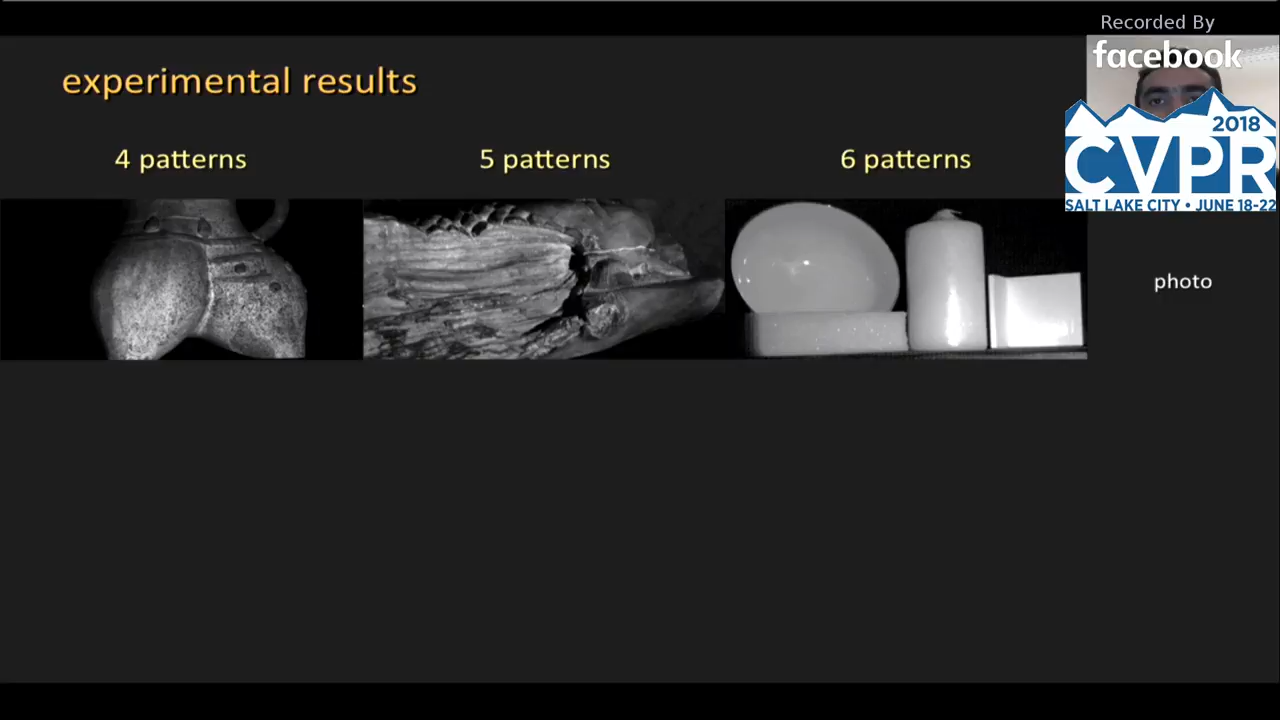 Recorded By
facebook
experimental results
2018
CVPR
SALT LAKE CITY • JUNE 18-22
4 patterns
5 patterns
6 patterns
photo